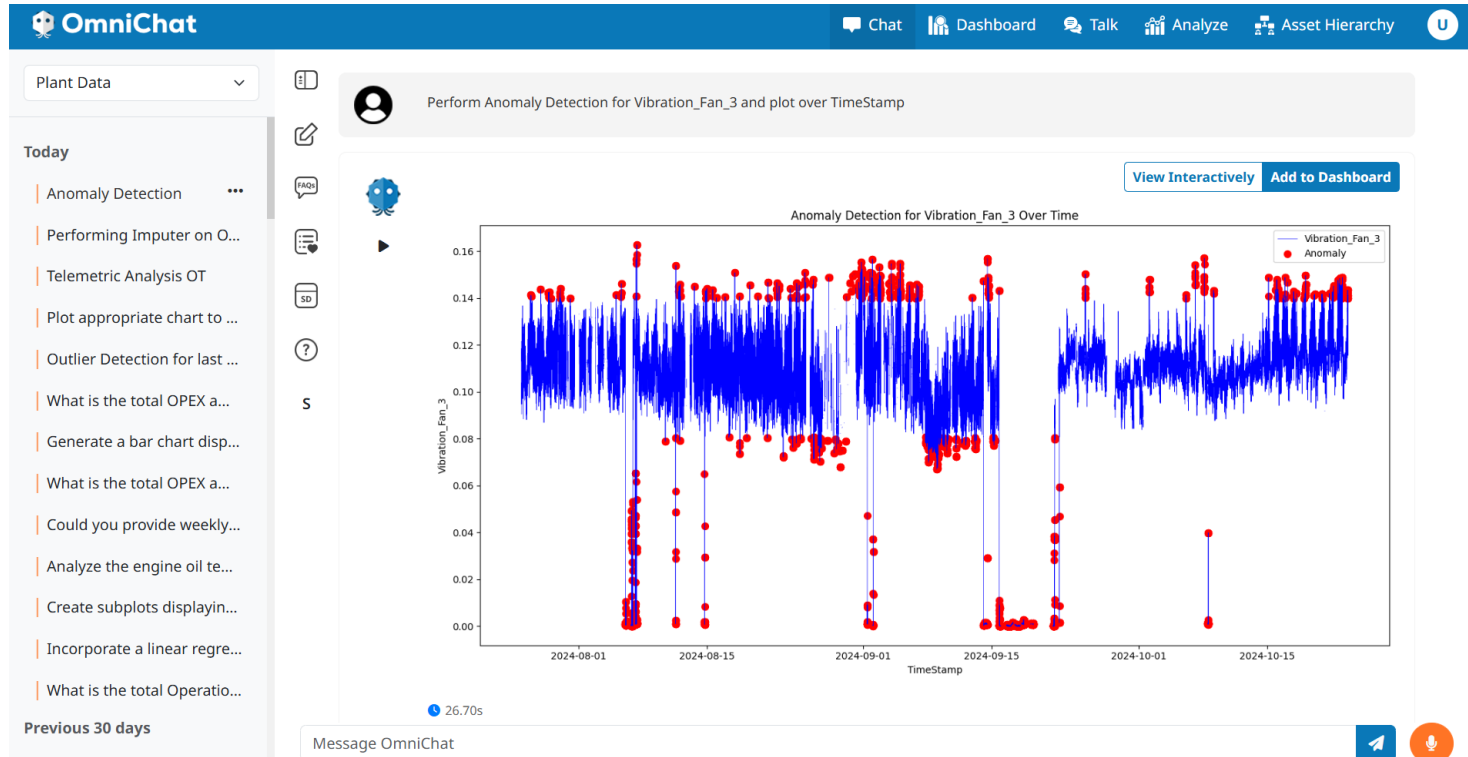 OmniChat
Chat
Dashboard
Talk
Analyze
Asset Hierarchy
U
Plant Data
Today
Anomaly Detection
Performing Imputer on O...
Telemetric Analysis OT
Plot appropriate chart to ...
Outlier Detection for last ...
What is the total OPEX a...
Generate a bar chart disp...
What is the total OPEX a...
Could you provide weekly...
Analyze the engine oil te...
Create subplots displayin...
Incorporate a linear regre...
What is the total Operatio...
Previous 30 days
FAQs
SD
?
S
Perform Anomaly Detection for Vibration_Fan_3 and plot over TimeStamp
View Interactively
Add to Dashboard
Anomaly Detection for Vibration_Fan_3 Over Time
Vibration_Fan_3
Anomaly
0.16
0.14
0.12
0.10
0.08
0.06
0.04
0.02
0.00
Vibration_Fan_3
2024-08-01
2024-08-15
2024-09-01
2024-09-15
2024-10-01
2024-10-15
TimeStamp
26.70s
Message OmniChat